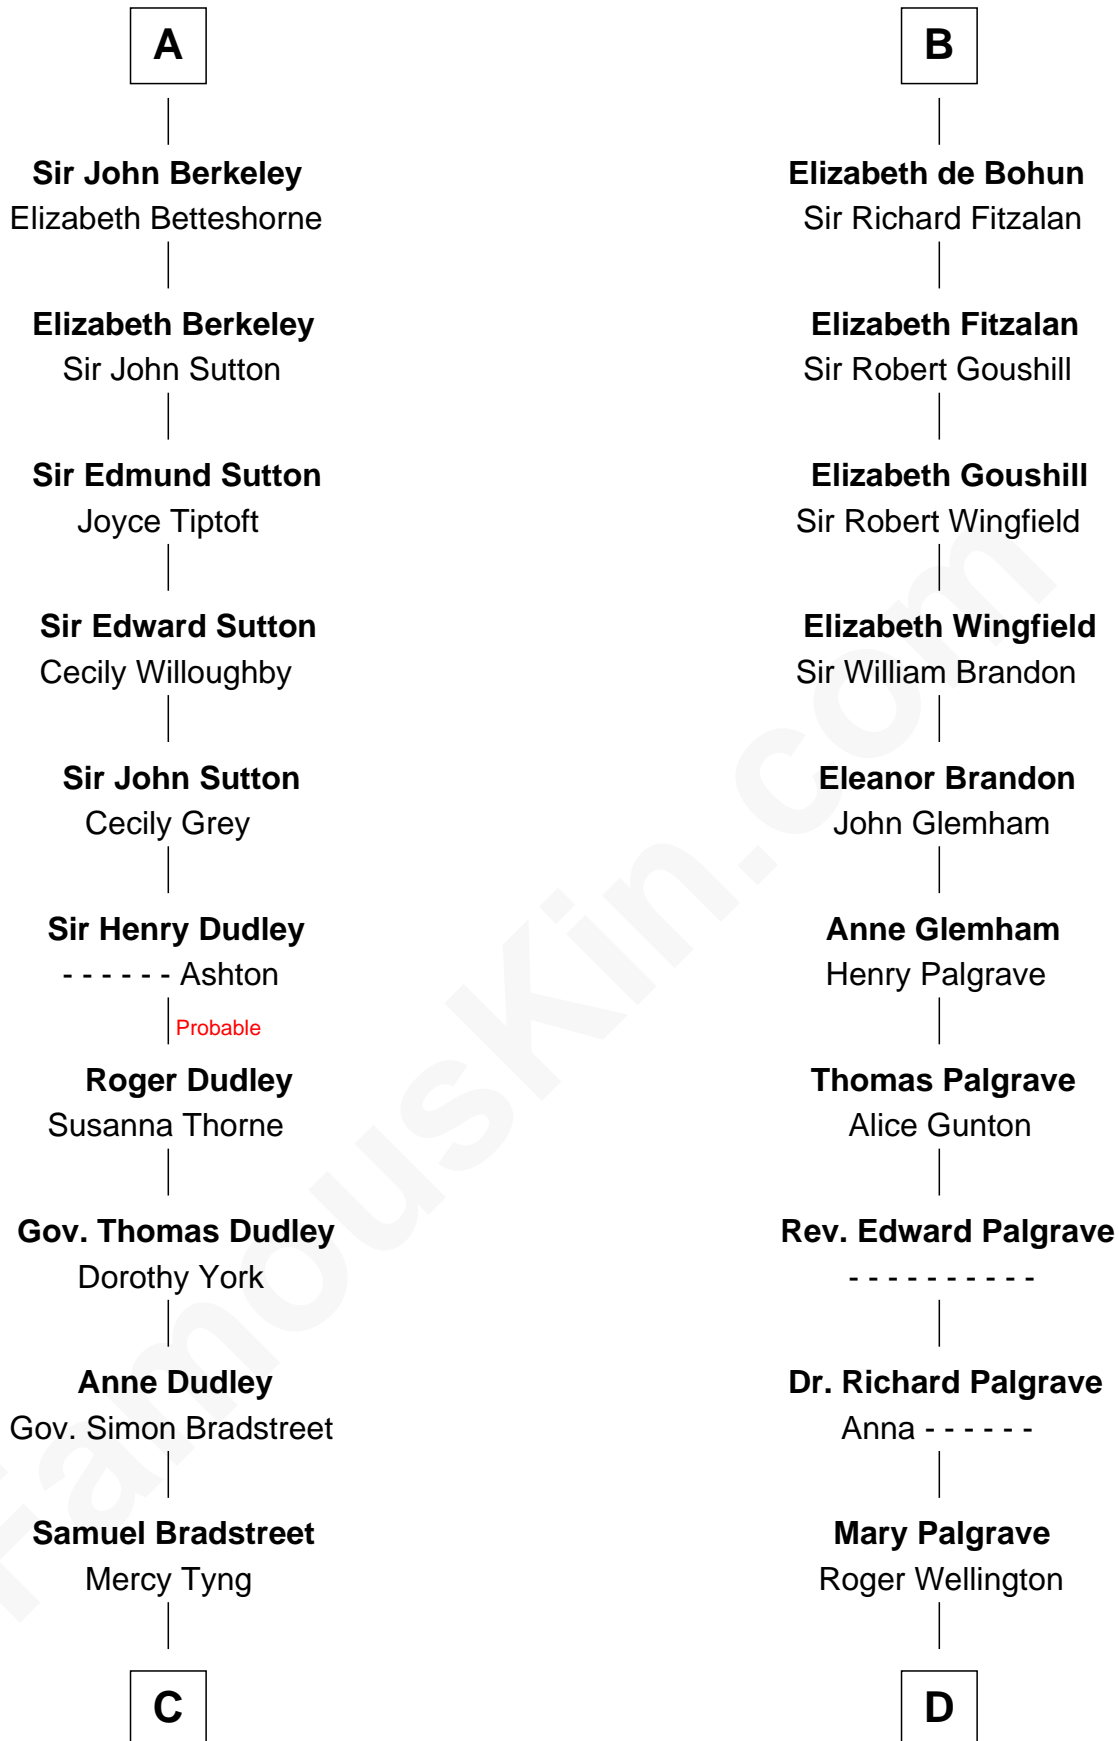 A
Sir John Berkeley
Elizabeth Betteshorne
Elizabeth Berkeley
Sir John Sutton
Sir Edmund Sutton
Joyce Tiptoft
Sir Edward Sutton
Cecily Willoughby
Sir John Sutton
Cecily Grey
Sir Henry Dudley
- - - - - - Ashton
Probable
Roger Dudley
Susanna Thorne
Gov. Thomas Dudley
Dorothy York
Anne Dudley
Gov. Simon Bradstreet
Samuel Bradstreet
Mercy Tyng
C
B
Elizabeth de Bohun
Sir Richard Fitzalan
Elizabeth Fitzalan
Sir Robert Goushill
Elizabeth Goushill
Sir Robert Wingfield
Elizabeth Wingfield
Sir William Brandon
Eleanor Brandon
John Glemham
Anne Glemham
Henry Palgrave
Thomas Palgrave
Alice Gunton
Rev. Edward Palgrave
- - - - - - - - - -
Dr. Richard Palgrave
Anna - - - - - -
Mary Palgrave
Roger Wellington
D
FamousKin.com